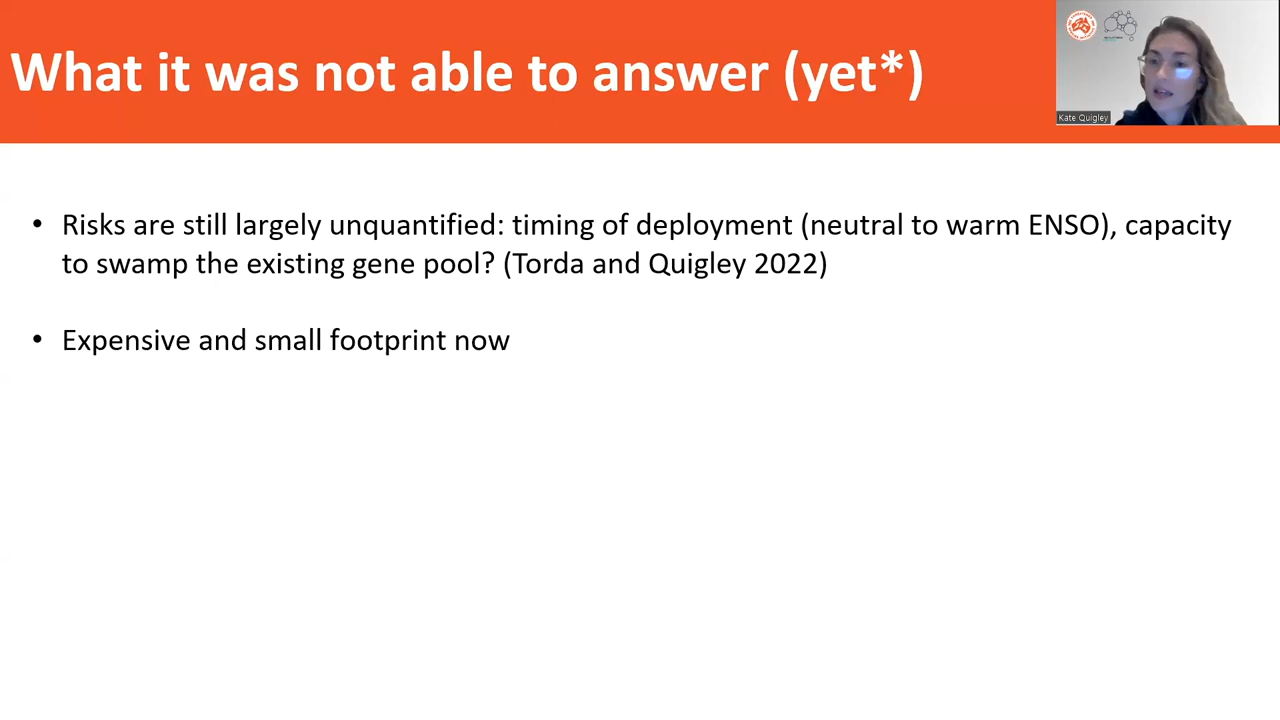 What it was not able to answer (yet*)
Kate Quigley
• Risks are still largely unquantified: timing of deployment (neutral to warm ENSO), capacity
to swamp the existing gene pool? (Torda and Quigley 2022)
• Expensive and small footprint now